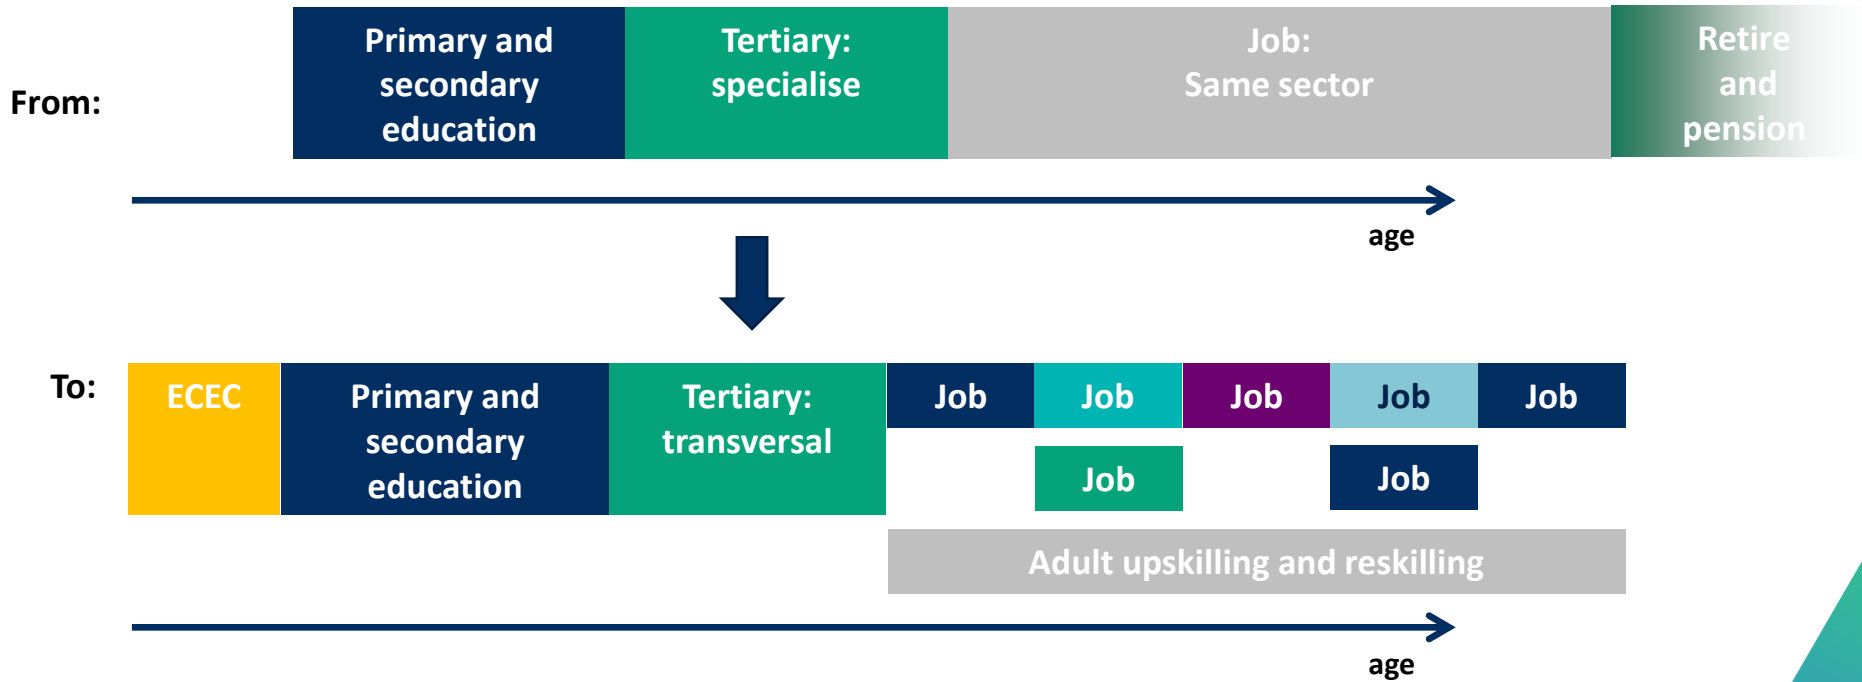 From:
Primary and
secondary
education
Tertiary:
specialise
Job:
Same sector
Retire
and
pension
age
To:
ECEC
Primary and
secondary
education
Tertiary:
transversal
Job
Job
Job
Job
Job
Job
Job
Adult upskilling and reskilling
age